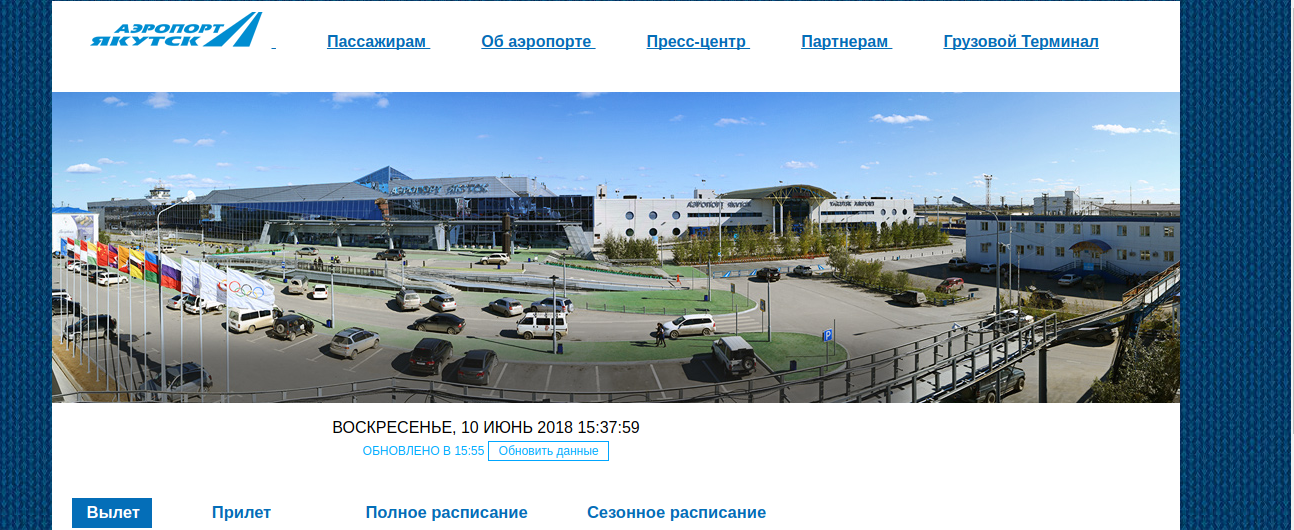 АЭРОПОРТ
ЯКУТСК
Пассажирам Об аэропорте Пресс-центр Партнерам Грузовой Терминал
АЭРОПОРТ ЯКУТСК
АЭРОПОРТ ЯКУТСК
P
ВОСКРЕСЕНЬЕ, 10 ИЮНЬ 2018 15:37:59
ОБНОВЛЕНО В 15:55 Обновить данные
Вылет Прилет Полное расписание Сезонное расписание